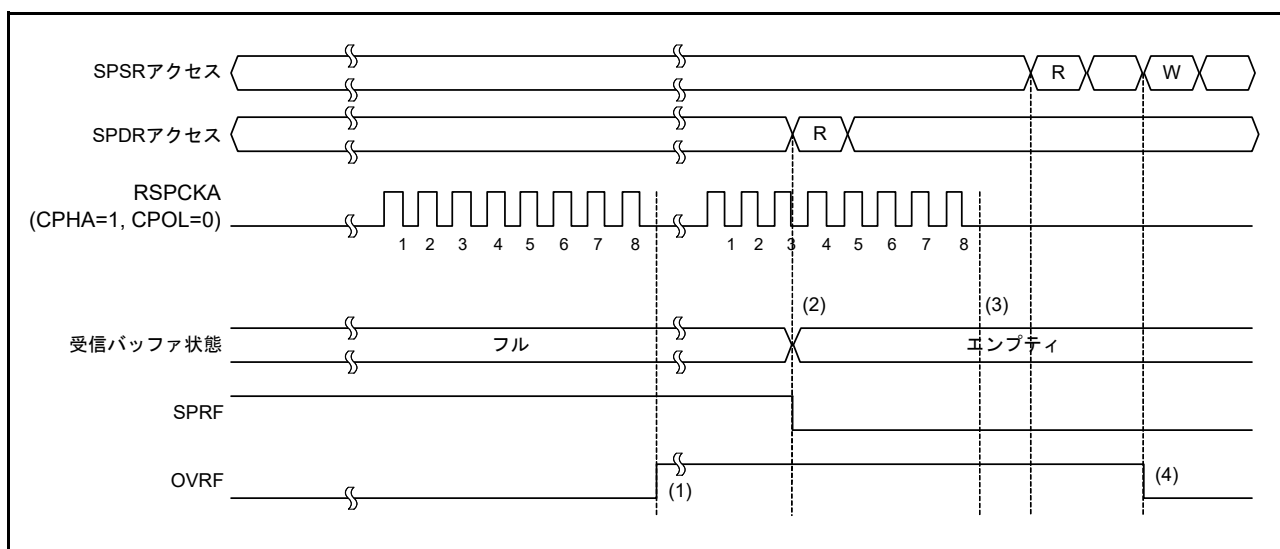 SPSRアクセス
R
W
SPDRアクセス
R
RSPCKA
(CPHA=1, CPOL=0)
1 2 3 4 5 6 7 8
1 2 3 4 5 6 7 8
(2)
(3)
受信バッファ状態
フル
エンプティ
SPRF
OVRF
(1)
(4)